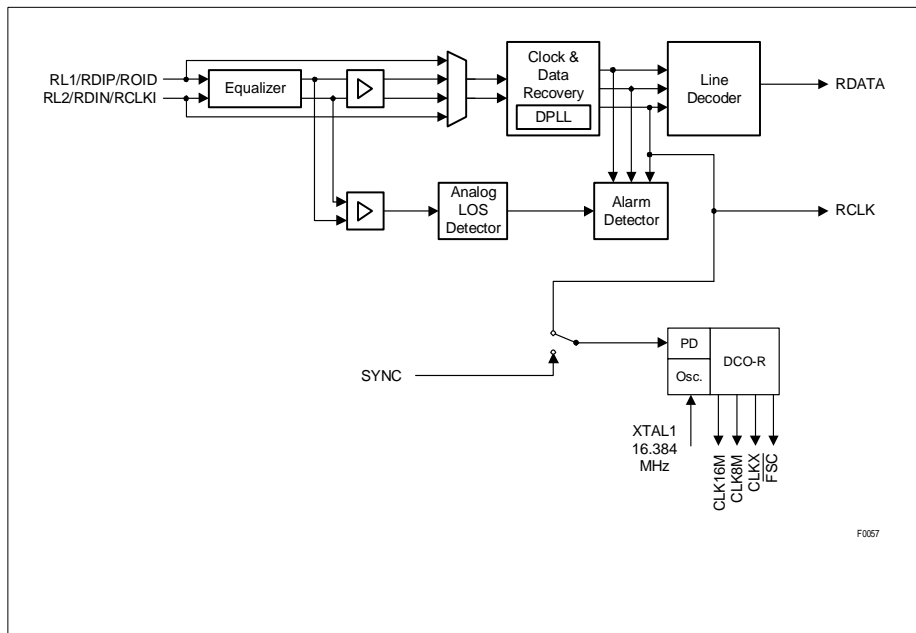 RL1/RDIP/ROID
RL2/RDIN/RCLKI
Equalizer
Clock &
Data
Recovery
DPLL
Line
Decoder
RDATA
Analog
LOS
Detector
Alarm
Detector
RCLK
SYNC
PD
Osc.
DCO-R
XTAL1
16.384
MHz
CLK16M
CLK8M
CLKX
FSC
F0057